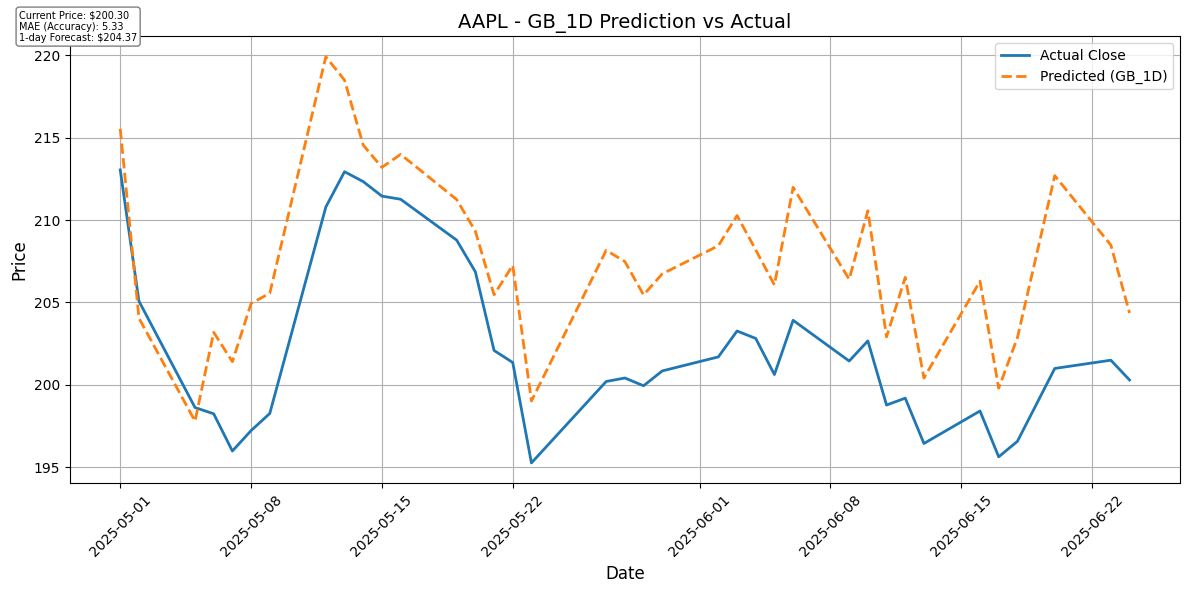 Current Price: $200.30
MAE (Accuracy): 5.33
1-day Forecast: $204.37
AAPL - GB_1D Prediction vs Actual
Actual Close
Predicted (GB_1D)
Price
220
215
210
205
200
195
2025-05-01
2025-05-08
2025-05-15
2025-05-22
2025-06-01
2025-06-08
2025-06-15
2025-06-22
Date